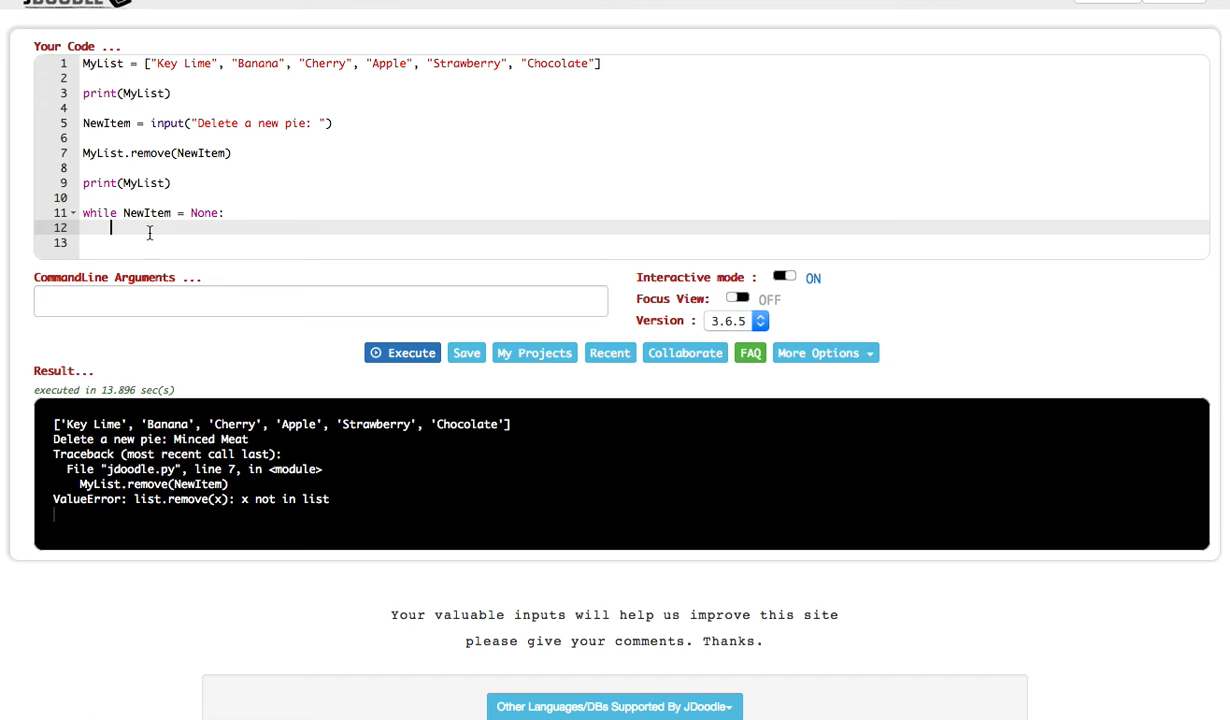 Your Code ...
1 MyList = ["Key Lime", "Banana", "Cherry", "Apple", "Strawberry", "Chocolate"]
2
3 print(MyList)
4
5 NewItem = input("Delete a new pie: ")
6
7 MyList.remove(NewItem)
8
9 print(MyList)
10
11 while NewItem = None:
12
13
CommandLine Arguments ...
Interactive mode : ON
Focus View: OFF
Version : 3.6.5
Execute Save My Projects Recent Collaborate FAQ More Options
Result...
executed in 13.896 sec(s)
['Key Lime', 'Banana', 'Cherry', 'Apple', 'Strawberry', 'Chocolate']
Delete a new pie: Minced Meat
Traceback (most recent call last):
File "jdoodle.py", line 7, in <module>
MyList.remove(NewItem)
ValueError: list.remove(x): x not in list
Your valuable inputs will help us improve this site
please give your comments. Thanks.
Other Languages/DBs Supported By JDoodle